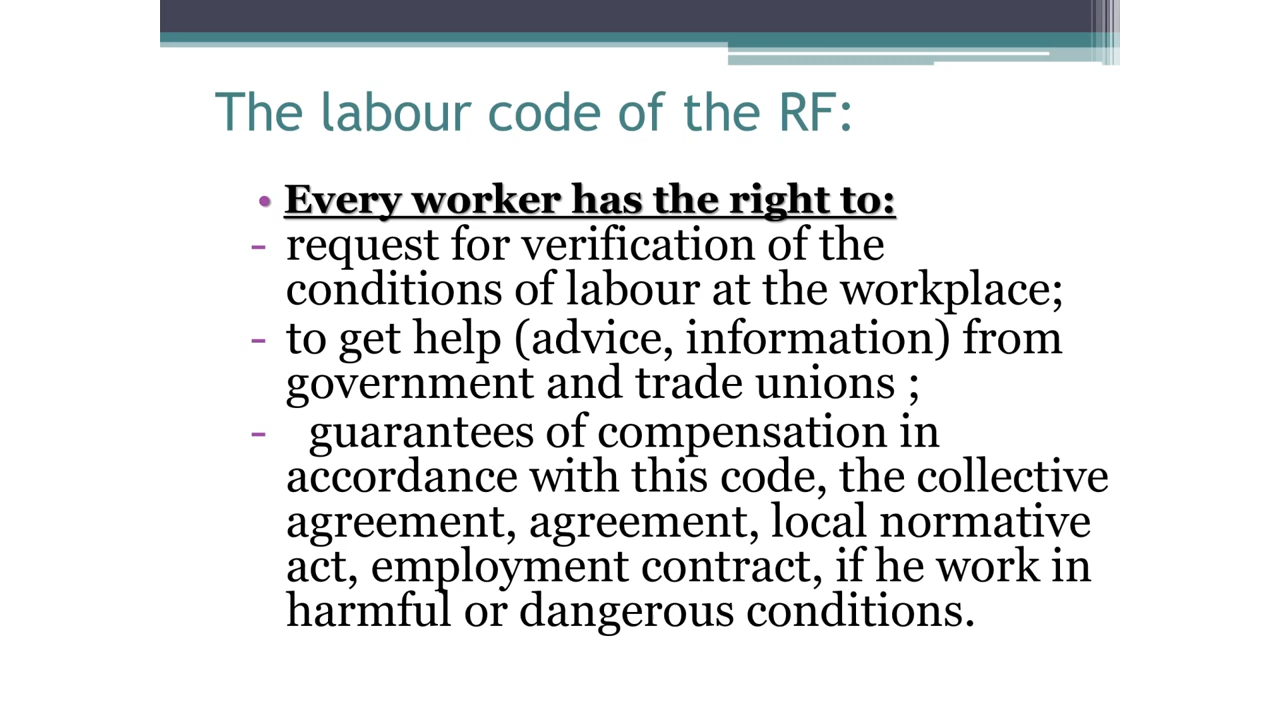 The labour code of the RF:
• Every worker has the right to:
- request for verification of the
conditions of labour at the workplace;
- to get help (advice, information) from
government and trade unions ;
- guarantees of compensation in
accordance with this code, the collective
agreement, agreement, local normative
act, employment contract, if he work in
harmful or dangerous conditions.